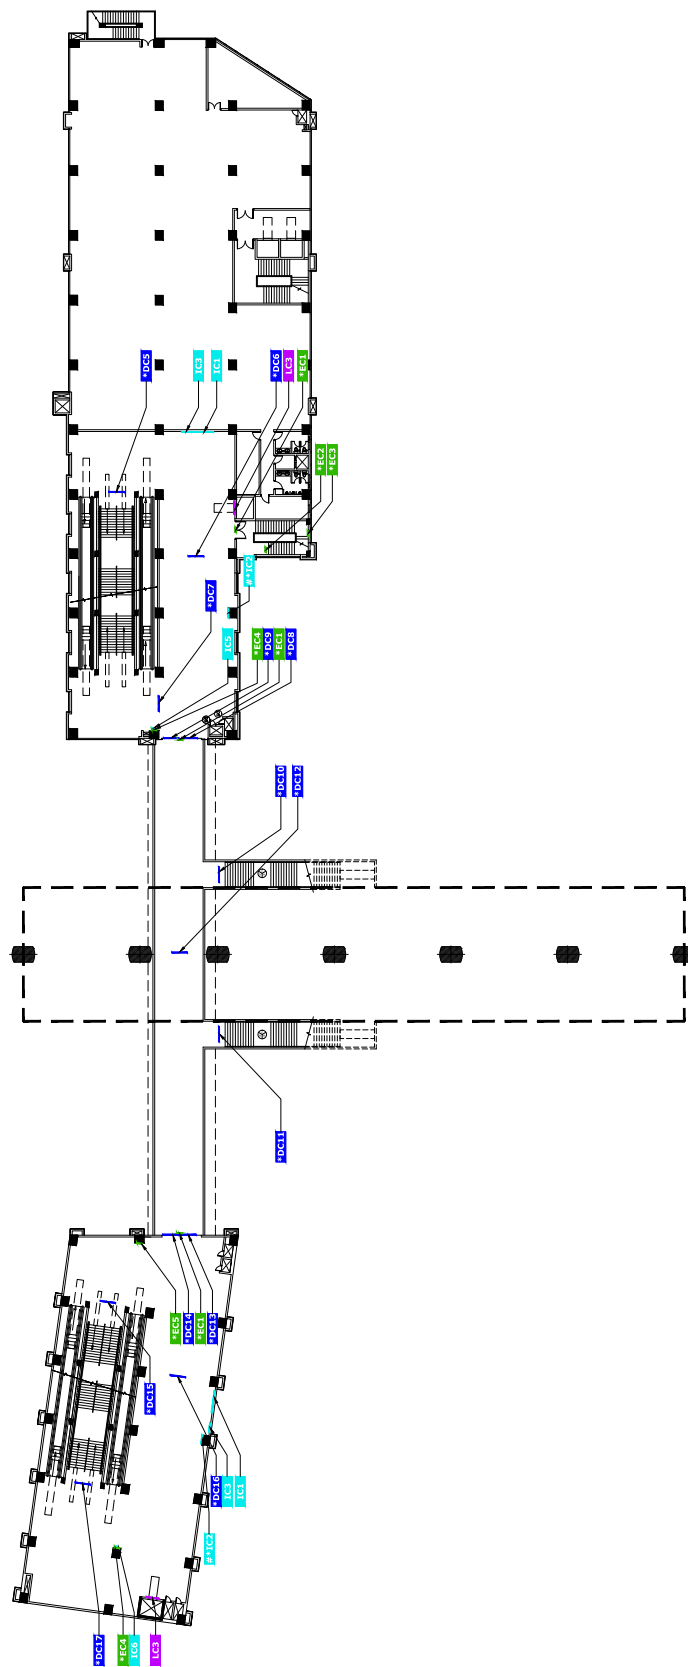 *DC5
IC3
IC1
*DC6
LC3
*EC1
*EC2
*EC3
#*IC2
*DC7
IC5
*EC4
*DC9
*EC1
*DC8
*DC10
*DC12
*DC11
*EC5
*DC14
*EC1
*DC13
*DC15
*DC16
IC3
IC1
#*IC2
*DC17
*EC4
IC6
LC3